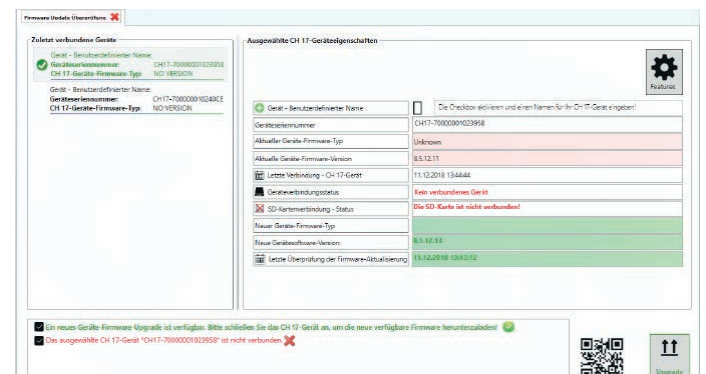 Firmware Update Überprüfung
Zuletzt verbundene Geräte
Gerät - Benutzerdefinierter Name:
Geräteseriennummer: CH17-70000001023958
CH 17-Geräte-Firmware-Typ: NO VERSION
Gerät - Benutzerdefinierter Name:
Geräteseriennummer: CH17-700000010240CE
CH 17-Geräte-Firmware-Typ: NO VERSION
Ausgewählte CH 17-Geräteeigenschaften
Features
Gerät - Benutzerdefinierter Name
Die Checkbox aktivieren und einen Namen für Ihr CH 17-Gerät eingeben!
Geräteseriennummer
CH17-70000001023958
Aktueller Geräte-Firmware-Typ
Unknown
Aktuelle Geräte-Firmware-Version
8.5.12.11
Letzte Verbindung - CH 17-Gerät
11.12.2018 13:44:44
Geräteverbindungsstatus
Kein verbundenes Gerät
SD-Kartenverbindung - Status
Die SD-Karte ist nicht verbunden!
Neuer Geräte-Firmware-Typ
Neue Gerätesoftware-Version:
8.5.12.13
Letzte Überprüfung der Firmware-Aktualisierung
11.12.2018
Ein neues Geräte-Firmware-Upgrade ist verfügbar. Bitte schließen Sie das CH 17-Gerät an, um die neue verfügbare Firmware herunterzuladen!
Das ausgewählte CH 17-Gerät "CH17-70000001023958" ist nicht verbunden
Upgrade